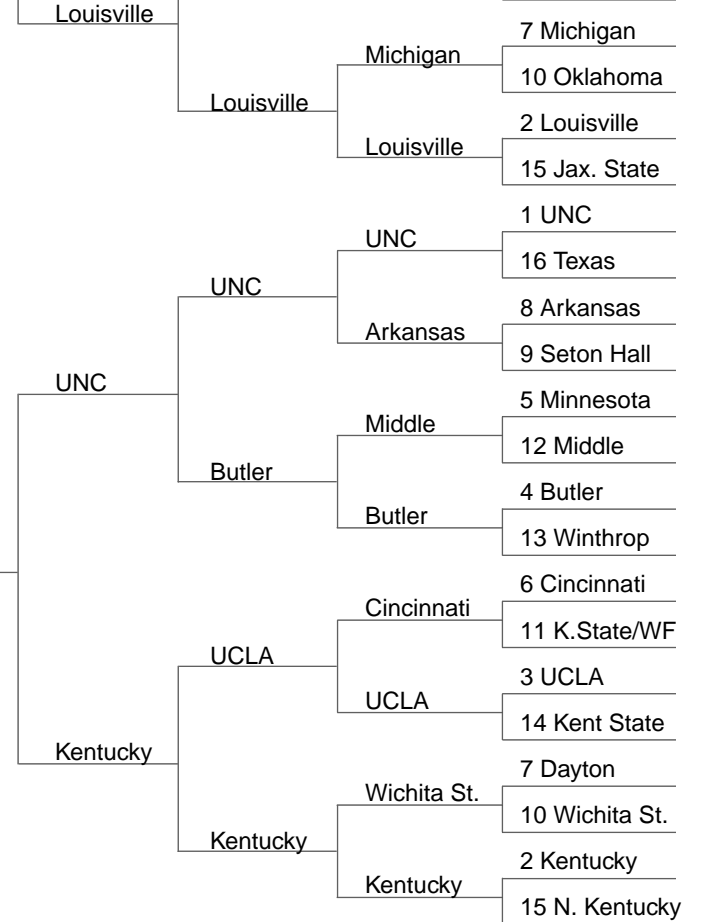 Louisville
7 Michigan
Michigan
10 Oklahoma
Louisville
2 Louisville
Louisville
15 Jax. State
1 UNC
UNC
16 Texas
UNC
8 Arkansas
Arkansas
9 Seton Hall
UNC
5 Minnesota
Middle
12 Middle
Butler
4 Butler
Butler
13 Winthrop
6 Cincinnati
Cincinnati
11 K.State/WF
UCLA
3 UCLA
UCLA
14 Kent State
Kentucky
7 Dayton
Wichita St.
10 Wichita St.
Kentucky
2 Kentucky
Kentucky
15 N. Kentucky